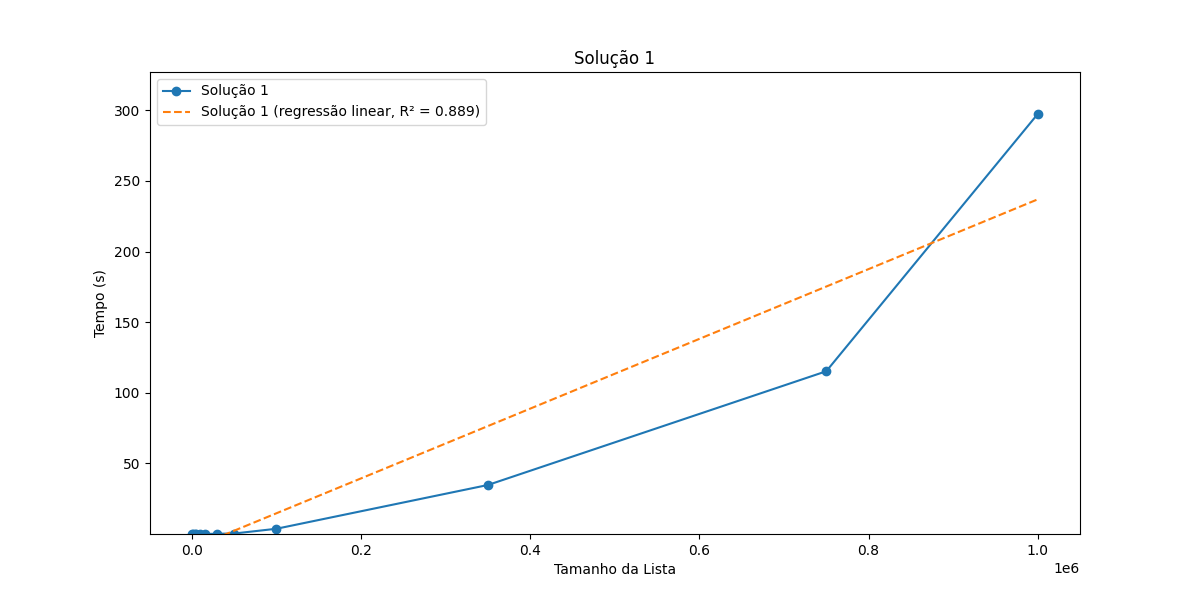 Solução 1
Solução 1
Solução 1 (regressão linear, R² = 0.889)
300
250
200
150
100
50
Tempo (s)
0.0 0.2 0.4 0.6 0.8 1.0
1e6
Tamanho da Lista